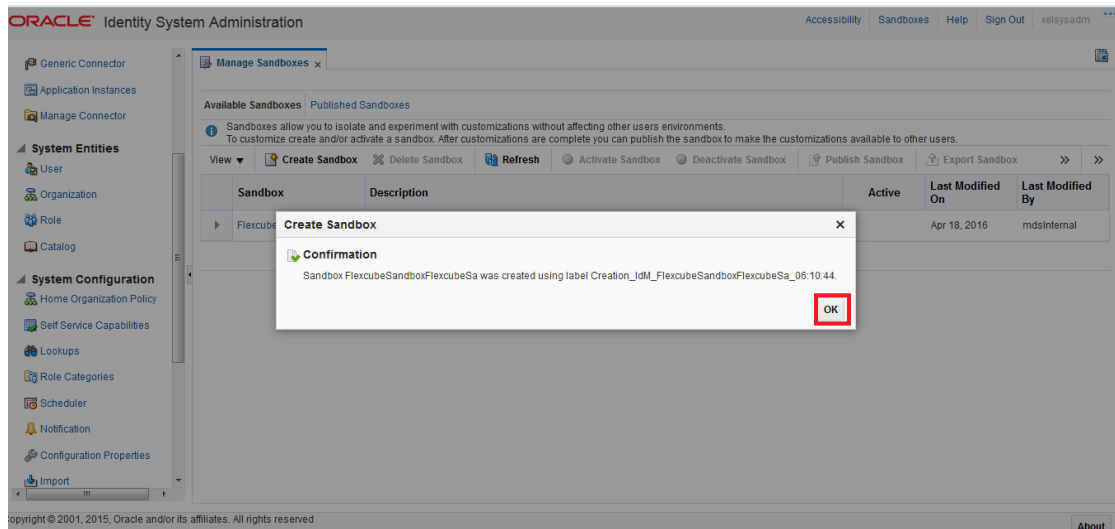 ORACLE® Identity System Administration
Accessibility Sandboxes Help Sign Out xelsysadm
Generic Connector
Application Instances
Manage Connector
System Entities
User
Organization
Role
Catalog
System Configuration
Home Organization Policy
Self Service Capabilities
Lookups
Role Categories
Scheduler
Notification
Configuration Properties
Import
Manage Sandboxes x
Available Sandboxes Published Sandboxes
Sandboxes allow you to isolate and experiment with customizations without affecting other users environments.
To customize create and/or activate a sandbox. After customizations are complete you can publish the sandbox to make the customizations available to other users.
View Create Sandbox Delete Sandbox Refresh Activate Sandbox Deactivate Sandbox Publish Sandbox Export Sandbox » »
Sandbox Description Active Last Modified On Last Modified By
Flexcube Apr 18, 2016 mdsInternal
Create Sandbox
Confirmation
Sandbox FlexcubeSandboxFlexcubeSa was created using label Creation_IdM_FlexcubeSandboxFlexcubeSa_06:10:44.
OK
opyright © 2001, 2015, Oracle and/or its affiliates. All rights reserved
About